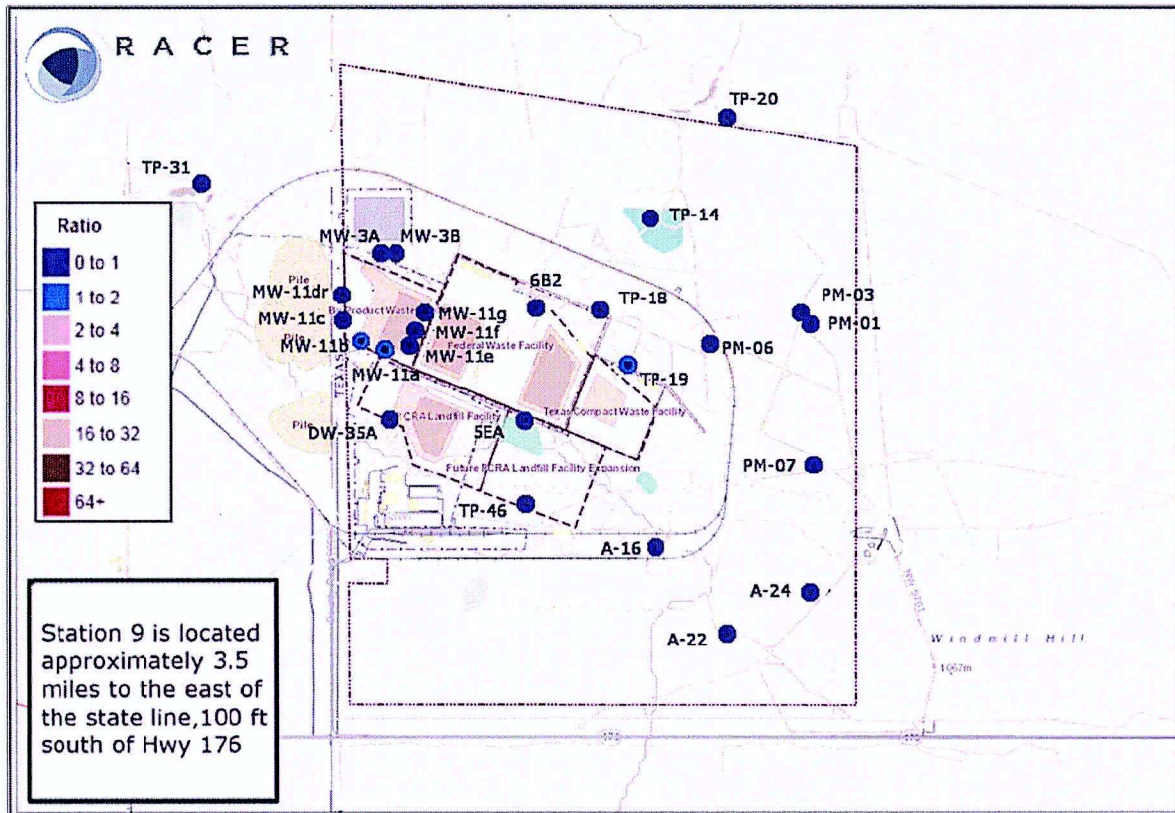 RACER
TP-20
TP-31
TP-14
Ratio
0 to 1
1 to 2
2 to 4
4 to 8
8 to 16
16 to 32
32 to 64
64+
MW-3A
MW-3B
Pile
MW-11dr
6B2
TP-18
PM-03
MW-11g
MW-11c
PM-01
MW-11f
Pile
MW-11b
Federal Waste Facility
PM-06
MW-11e
MW-11a
TP-19
Texas Compact Waste Facility
Landfill Facility
Pile
DW-35A
5EA
PM-07
Future RCRA Landfill Facility Expansion
TP-46
A-16
A-24
A-22
Windmill Hill
Station 9 is located
approximately 3.5
miles to the east of
the state line,100 ft
south of Hwy 176